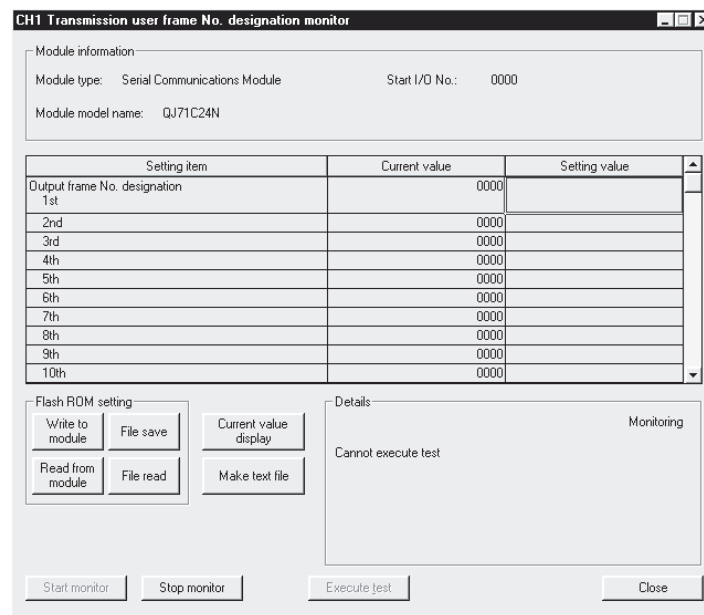 CH1 Transmission user frame No. designation monitor
Module information
Module type: Serial Communications Module Start I/O No.: 0000
Module model name: QJ71C24N
Setting item Current value Setting value
Output frame No. designation
1st 0000
2nd 0000
3rd 0000
4th 0000
5th 0000
6th 0000
7th 0000
8th 0000
9th 0000
10th 0000
Flash ROM setting
Write to module
File save
Current value display
Read from module
File read
Make text file
Details
Monitoring
Cannot execute test
Start monitor Stop monitor Execute test Close